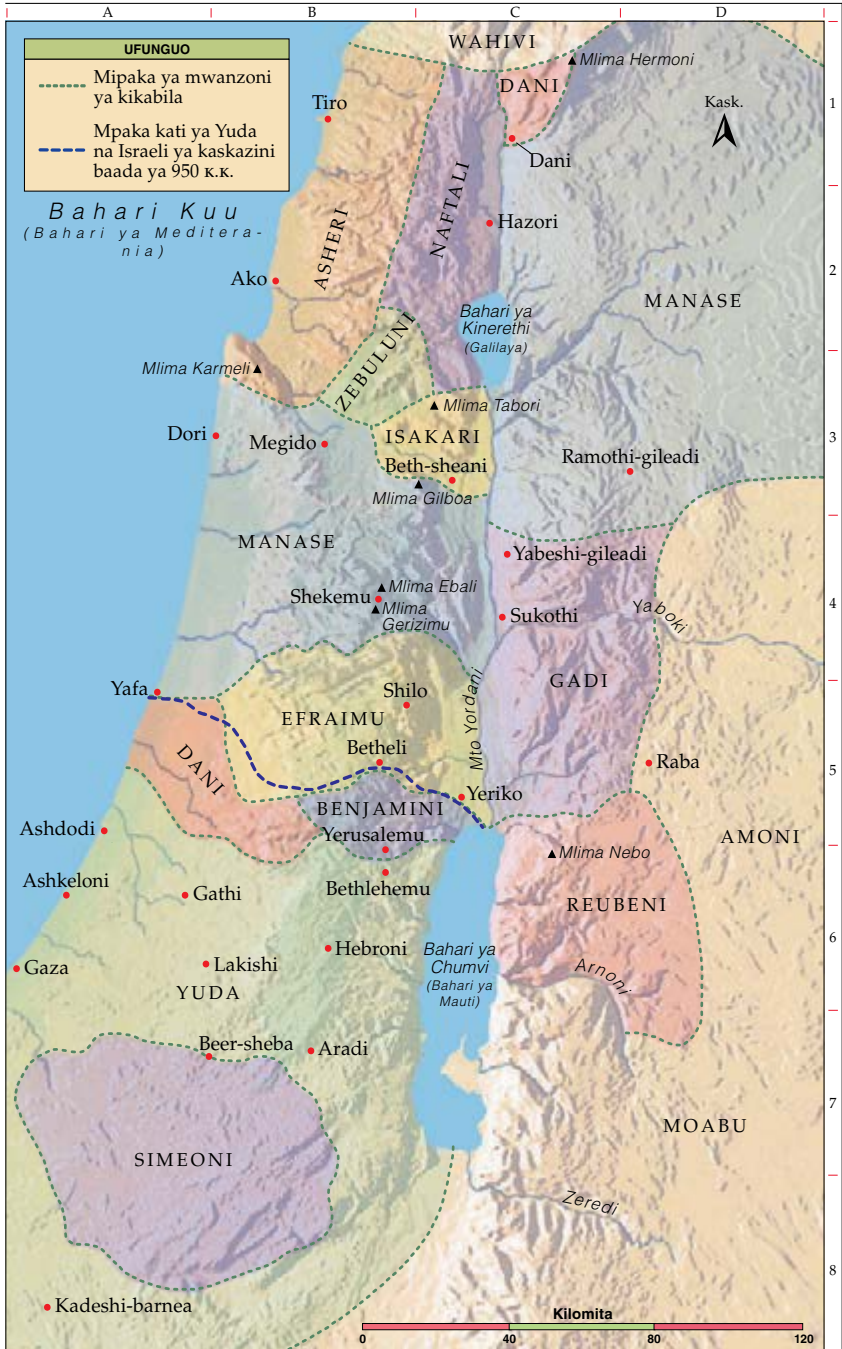 A B C D
UFUNGUO
Mipaka ya mwanzoni
ya kikabila
Mpaka kati ya Yuda
na Israeli ya kaskazini
baada ya 950 K.K.
WAHIVI
Mlima Hermoni
DANI
Kask.
1
Tiro
Dani
Bahari Kuu
(Bahari ya Meditera-
nia)
ASHERI
NAFTALI
Hazori
2
Ako
MANASE
Bahari ya
Kinerethi
(Galilaya)
Mlima Karmeli
ZEBULUNI
Mlima Tabori
Dori
Megido
ISAKARI
3
Beth-sheani
Ramothi-gileadi
Mlima Gilboa
MANASE
Yabeshi-gileadi
Mlima Ebali
Shekemu
Mlima
Gerizimu
Sukothi
Yaboki
4
Yafa
Shilo
EFRAIMU
Mto Yordani
GADI
DANI
Betheli
Raba
5
Yeriko
BENJAMINI
Ashdodi
Yerusalemu
Mlima Nebo
AMONI
Ashkeloni
Gathi
Bethlehemu
REUBENI
Hebroni
Bahari ya
Chumvi
(Bahari ya
Mauti)
6
Gaza
Lakishi
Arnoni
YUDA
Beer-sheba
Aradi
7
MOABU
SIMEONI
Zeredi
8
Kadeshi-barnea
Kilomita
0 40 80 120